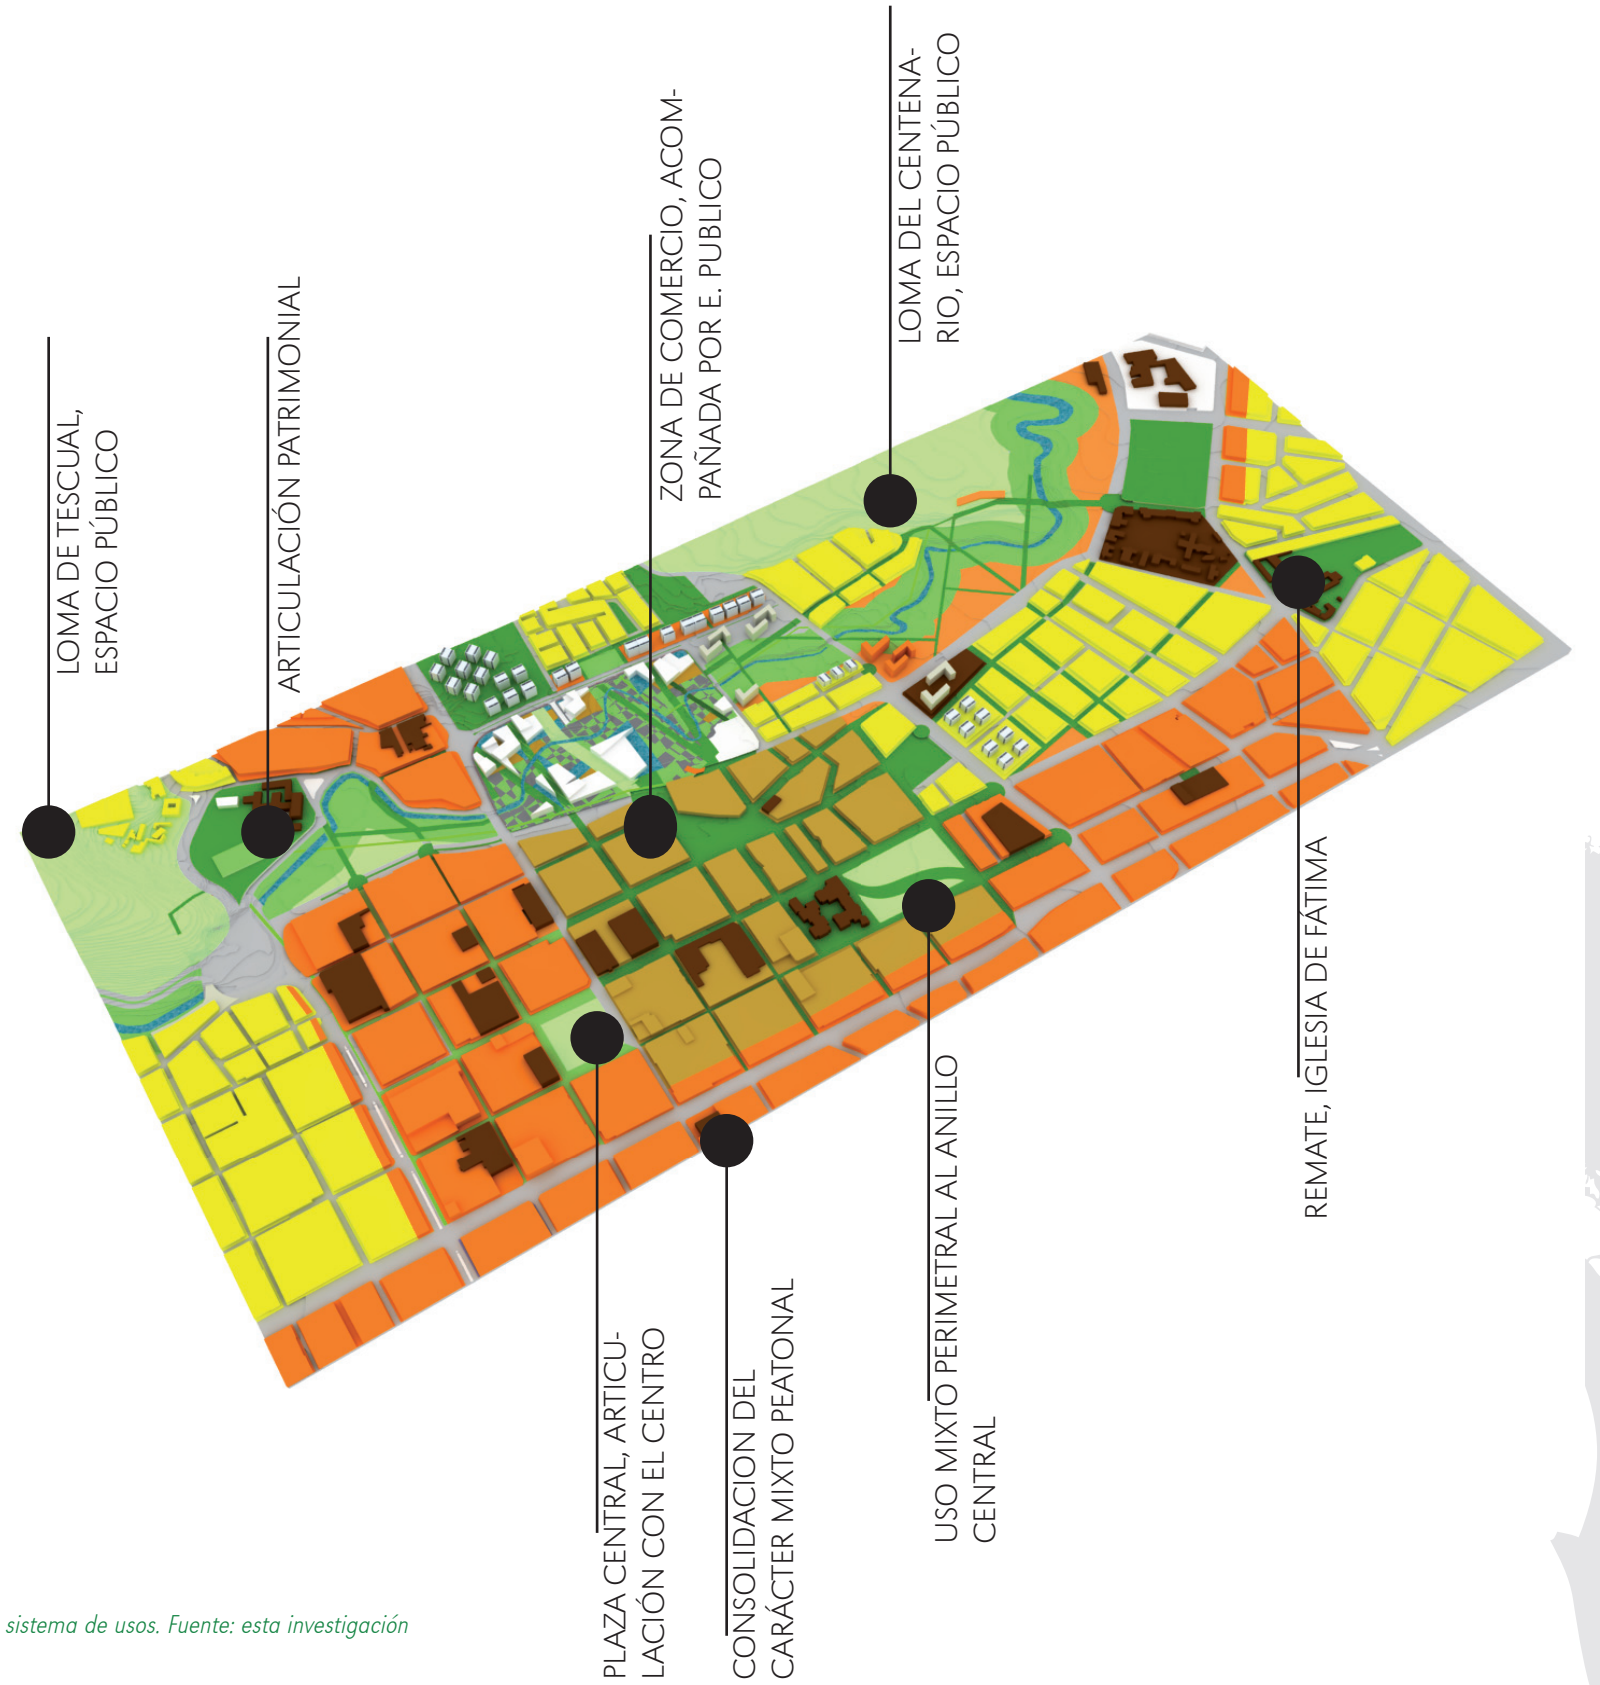 LOMA DE TESCUAL,
ESPACIO PÚBLICO
ARTICULACIÓN PATRIMONIAL
ZONA DE COMERCIO, ACOM-
PAÑADA POR E. PUBLICO
LOMA DEL CENTENA-
RIO, ESPACIO PÚBLICO
PLAZA CENTRAL, ARTICU-
LACIÓN CON EL CENTRO
CONSOLIDACION DEL
CARÁCTER MIXTO PEATONAL
USO MIXTO PERIMETRAL AL ANILLO
CENTRAL
REMATE, IGLESIA DE FÁTIMA
sistema de usos. Fuente: esta investigación